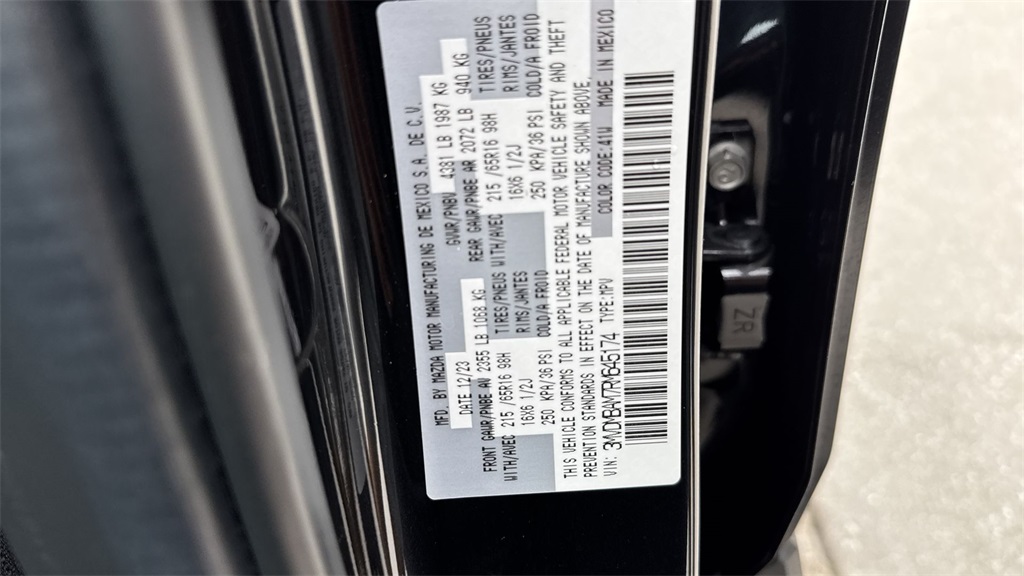 MFD. BY MAZDA MOTOR MANUFACTURING DE MEXICO S.A. DE C.V.
DATE 12/23 GVWR/PNBV 4381 LB 1987 KG
FRONT GAWR/PNBE AV 2355 LB 1068 KG REAR GAWR/PNBE AR 2072 LB 940 KG
WITH/AVEC 215 /65R16 98H TIRES/PNEUS WITH/AVEC 215 /65R16 98H TIRES/PNEUS
16X6 1/2J RIMS/JANTES 16X6 1/2J RIMS/JANTES
250 KPA/36 PSI COLD/A FROID 250 KPA/36 PSI COLD/A FROID
THIS VEHICLE CONFORMS TO ALL APPLICABLE FEDERAL MOTOR VEHICLE SAFETY AND THEFT
PREVENTION STANDARDS IN EFFECT ON THE DATE OF MANUFACTURE SHOWN ABOVE.
VIN: TYPE:MPV COLOR CODE:41W MADE IN MEXICO
ZR